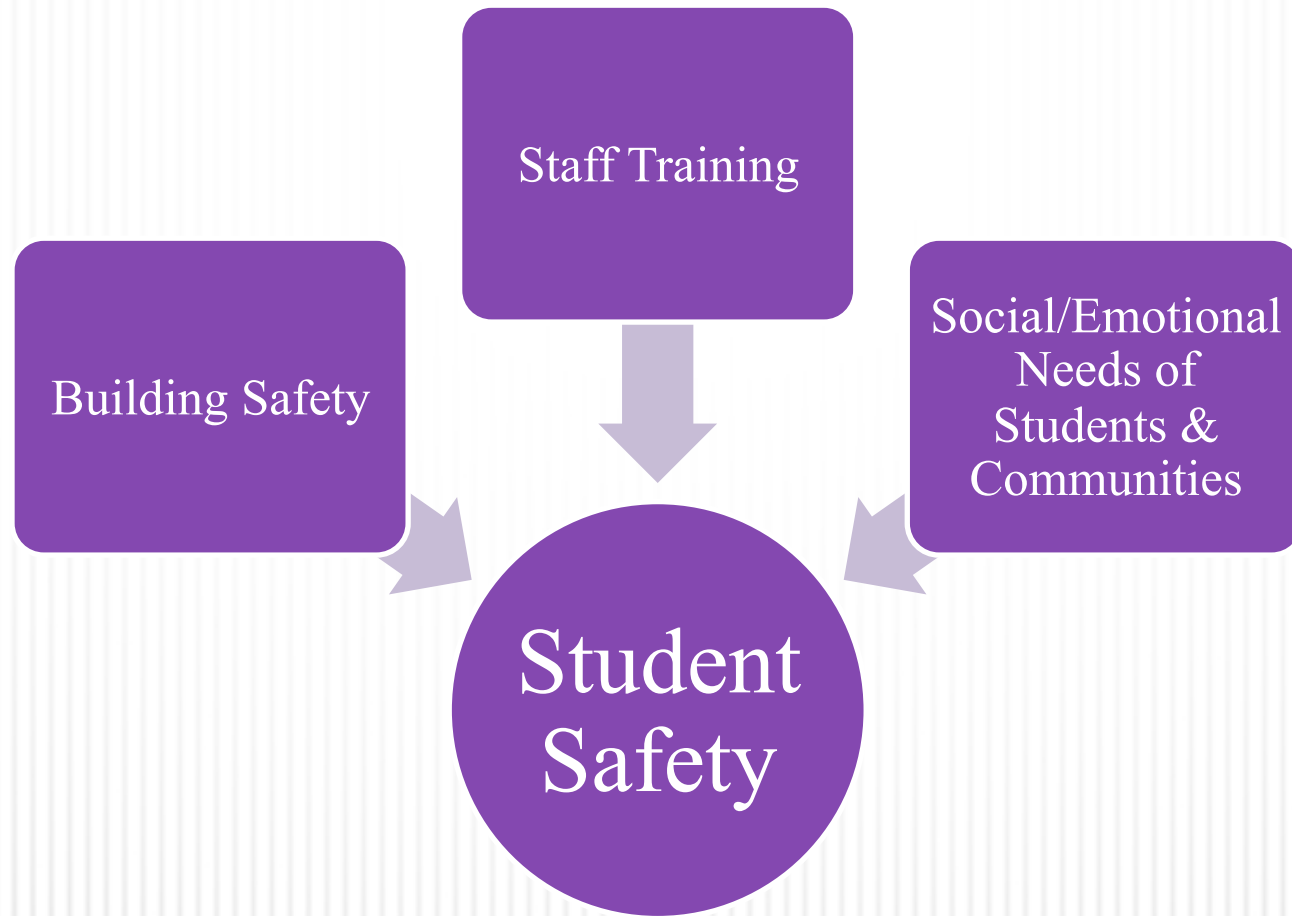 Staff Training
Building Safety
Social/Emotional
Needs of
Students &
Communities
Student
Safety